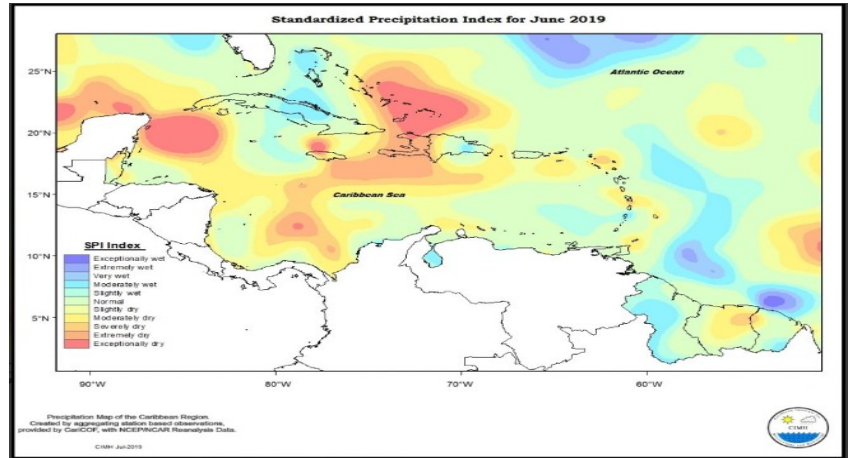 Standardized Precipitation Index for June 2019
25°N
20°N
15°N
10°N
5°N
Atlantic Ocean
Caribbean Sea
SPI Index
Exceptionally wet
Extremely wet
Very wet
Moderately wet
Slightly wet
Normal
Slightly dry
Moderately dry
Severely dry
Extremely dry
Exceptionally dry
90°W
80°W
70°W
60°W
Precipitation Map of the Caribbean Region.
Created by aggregating station based observations,
provided by CariCOF, with NCEP/NCAR Reanalysis Data.
CIMH Jul-2019
CIMH